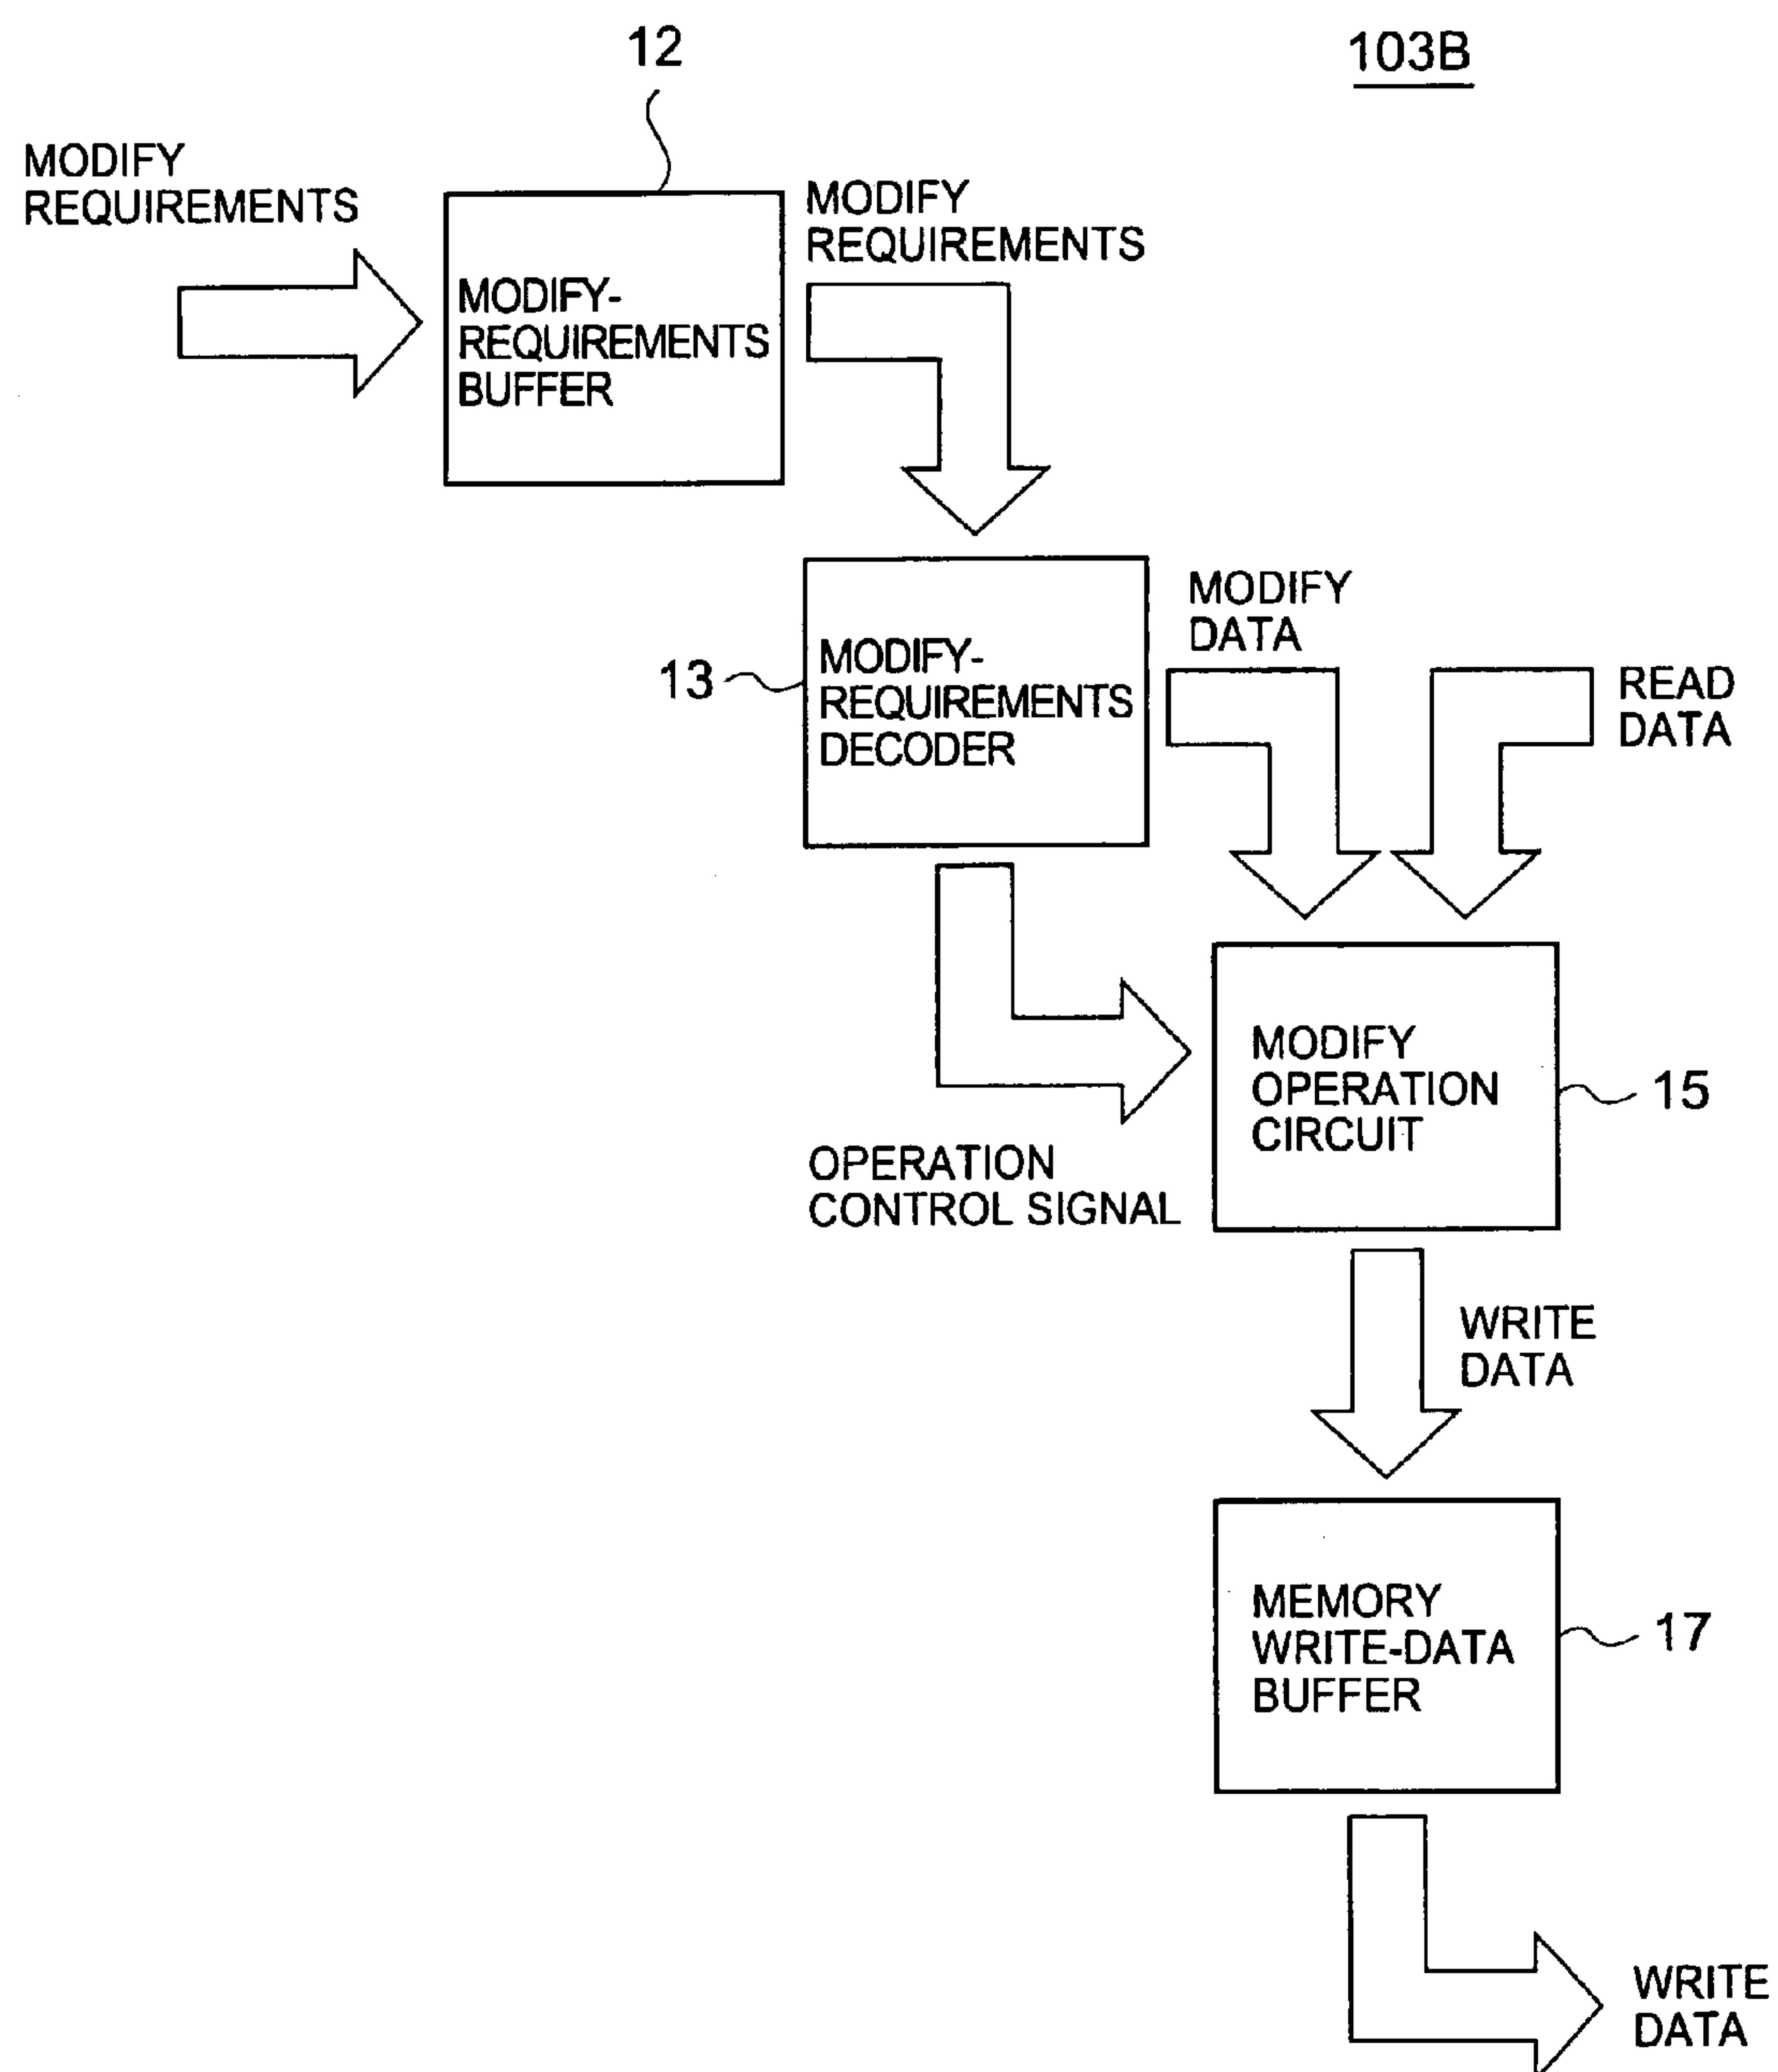 12
103B
MODIFY
REQUIREMENTS
MODIFY
REQUIREMENTS
MODIFY-
REQUIREMENTS
BUFFER
MODIFY
DATA
13
MODIFY-
REQUIREMENTS
DECODER
READ
DATA
MODIFY
OPERATION
CIRCUIT
15
OPERATION
CONTROL SIGNAL
WRITE
DATA
MEMORY
WRITE-DATA
BUFFER
17
WRITE
DATA